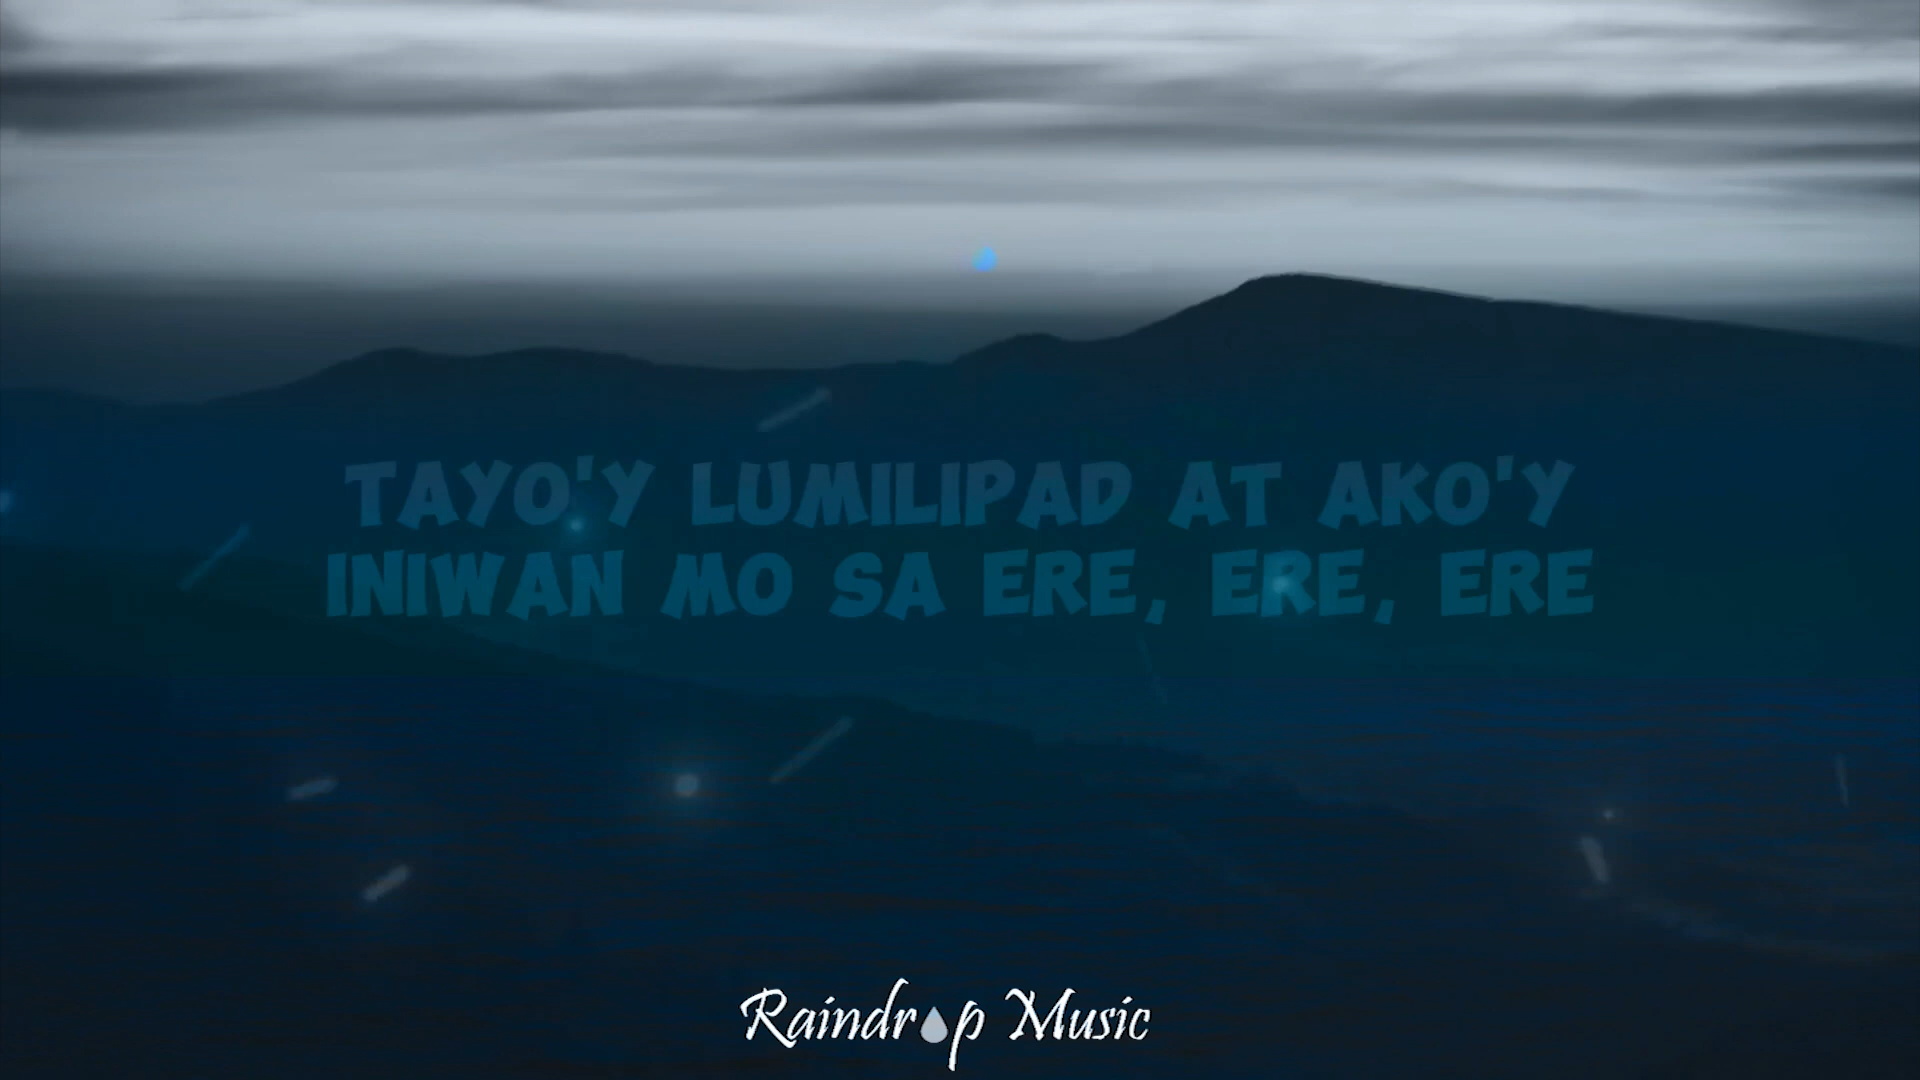 TAYO'Y LUMILIPAD AT AKO'Y
INIWAN MO SA ERE, ERE, ERE
Raindrop Music